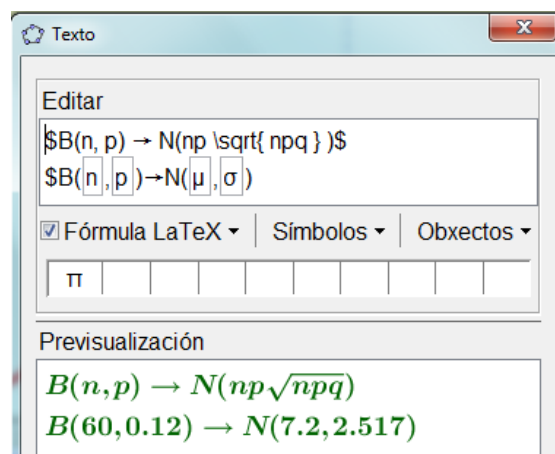 Texto
Editar
$B(n, p) → N(np \sqrt{ npq } )$
$B(n,p)→N(μ,σ)
Fórmula LaTeX Símbolos Obxectos
π
Previsualización
B(n,p) → N(np√npq)
B(60,0.12) → N(7.2,2.517)